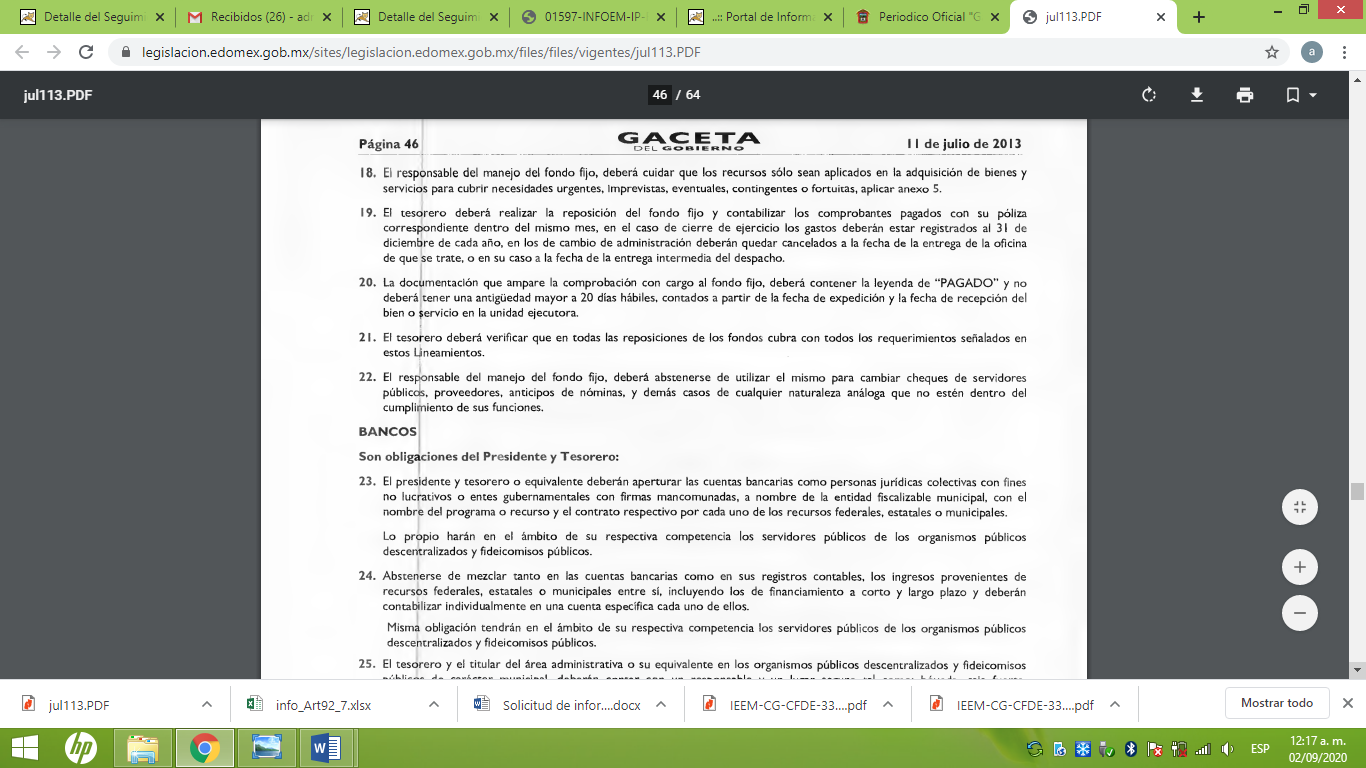 Detalle del Seguimi
Recibidos (26) - adr
Detalle del Seguimi
01597-INFOEM-IP-
..:: Portal de Informa
Periodico Oficial "G
jul113.PDF
legislacion.edomex.gob.mx/sites/legislacion.edomex.gob.mx/files/files/vigentes/jul113.PDF
a
jul113.PDF
46 / 64
Página 46
GACETA
DEL GOBIERNO
11 de julio de 2013
18. El responsable del manejo del fondo fijo, deberá cuidar que los recursos sólo sean aplicados en la adquisición de bienes y
servicios para cubrir necesidades urgentes, imprevistas, eventuales, contingentes o fortuitas, aplicar anexo 5.
19. El tesorero deberá realizar la reposición del fondo fijo y contabilizar los comprobantes pagados con su póliza
correspondiente dentro del mismo mes, en el caso de cierre de ejercicio los gastos deberán estar registrados al 31 de
diciembre de cada año, en los de cambio de administración deberán quedar cancelados a la fecha de la entrega de la oficina
de que se trate, o en su caso a la fecha de la entrega intermedia del despacho.
20. La documentación que ampare la comprobación con cargo al fondo fijo, deberá contener la leyenda de "PAGADO" y no
deberá tener una antigüedad mayor a 20 días hábiles, contados a partir de la fecha de expedición y la fecha de recepción del
bien o servicio en la unidad ejecutora.
21. El tesorero deberá verificar que en todas las reposiciones de los fondos cubra con todos los requerimientos señalados en
estos Lineamientos.
22. El responsable del manejo del fondo fijo, deberá abstenerse de utilizar el mismo para cambiar cheques de servidores
públicos, proveedores, anticipos de nóminas, y demás casos de cualquier naturaleza análoga que no estén dentro del
cumplimiento de sus funciones.
BANCOS
Son obligaciones del Presidente y Tesorero:
23. El presidente y tesorero o equivalente deberán aperturar las cuentas bancarias como personas jurídicas colectivas con fines
no lucrativos o entes gubernamentales con firmas mancomunadas, a nombre de la entidad fiscalizable municipal, con el
nombre del programa o recurso y el contrato respectivo por cada uno de los recursos federales, estatales o municipales.
Lo propio harán en el ámbito de su respectiva competencia los servidores públicos de los organismos públicos
descentralizados y fideicomisos públicos.
24. Abstenerse de mezclar tanto en las cuentas bancarias como en sus registros contables, los ingresos provenientes de
recursos federales, estatales o municipales entre sí, incluyendo los de financiamiento a corto y largo plazo y deberán
contabilizar individualmente en una cuenta específica cada uno de ellos.
Misma obligación tendrán en el ámbito de su respectiva competencia los servidores públicos de los organismos públicos
descentralizados y fideicomisos públicos.
25. El tesorero y el titular del área administrativa o su equivalente en los organismos públicos descentralizados y fideicomisos
públicos de carácter municipal, deberán contar con un responsable y un lugar seguro
jul113.PDF
info_Art92_7.xlsx
Solicitud de infor....docx
IEEM-CG-CFDE-33....pdf
IEEM-CG-CFDE-33....pdf
Mostrar todo
ESP
12:17 a. m.
02/09/2020